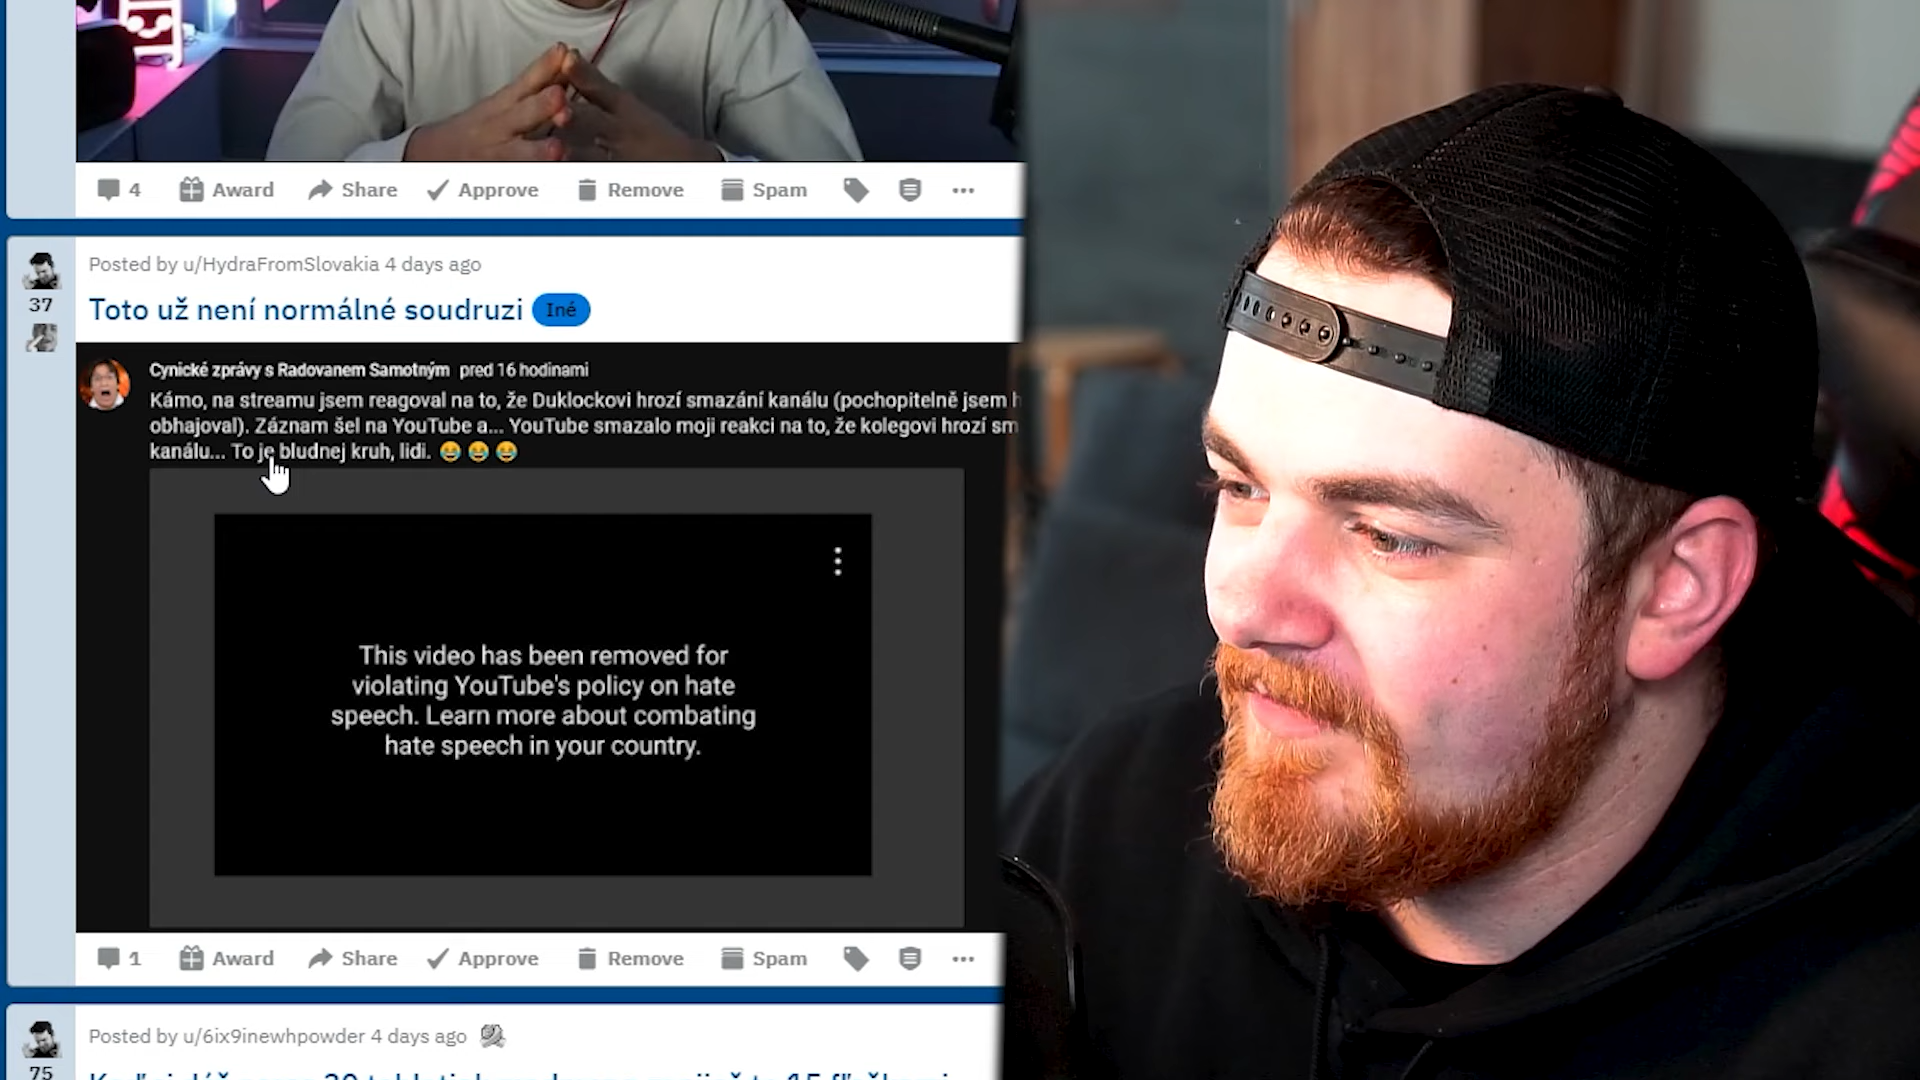 4 Award Share Approve Remove Spam
Posted by u/HydraFromSlovakia 4 days ago
37
Toto už není normálné soudruzi Iné
Cynické zprávy s Radovanem Samotným pred 16 hodinami
Kámo, na streamu jsem reagoval na to, že Duklockovi hrozí smazání kanálu (pochopitelně jsem
obhajoval). Záznam šel na YouTube a... YouTube smazalo moji reakci na to, že kolegovi hrozí
kanálu... To je bludnej kruh, lidi. 😂😂😂
This video has been removed for
violating YouTube's policy on hate
speech. Learn more about combating
hate speech in your country.
1 Award Share Approve Remove Spam
Posted by u/6ix9inewhpowder 4 days ago
75